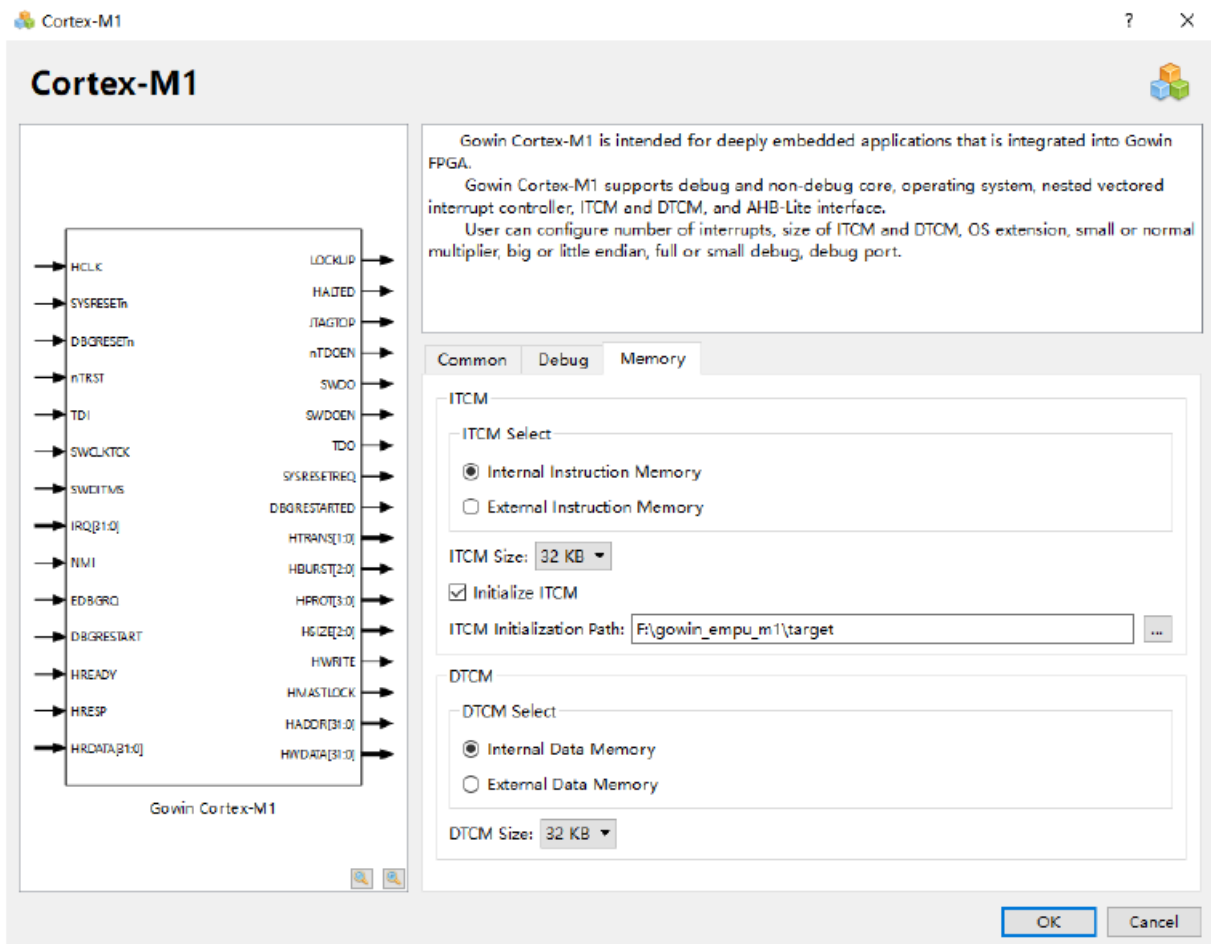 Cortex-M1
?
Cortex-M1
HCLK
SYSRESETn
DBGRESETn
nTRST
TDI
SWCLKTCK
SWDITMS
IRQ[31:0]
NMI
EDBGRQ
DBGRESTART
HREADY
HRESP
HRDATA[31:0]
LOCKUP
HALTED
JTAGTOP
nTDOEN
SWDO
SWDOEN
TDO
SYSRESETREQ
DBGRESTARTED
HTRANS[1:0]
HBURST[2:0]
HPROT[3:0]
HSIZE[2:0]
HWRITE
HMASTLOCK
HADDR[31:0]
HWDATA[31:0]
Gowin Cortex-M1
Gowin Cortex-M1 is intended for deeply embedded applications that is integrated into Gowin
FPGA.
Gowin Cortex-M1 supports debug and non-debug core, operating system, nested vectored
interrupt controller, ITCM and DTCM, and AHB-Lite interface.
User can configure number of interrupts, size of ITCM and DTCM, OS extension, small or normal
multiplier, big or little endian, full or small debug, debug port.
Common Debug Memory
ITCM
ITCM Select
Internal Instruction Memory
External Instruction Memory
ITCM Size: 32 KB
Initialize ITCM
ITCM Initialization Path: F:\gowin_empu_m1\target ...
DTCM
DTCM Select
Internal Data Memory
External Data Memory
DTCM Size: 32 KB
OK Cancel